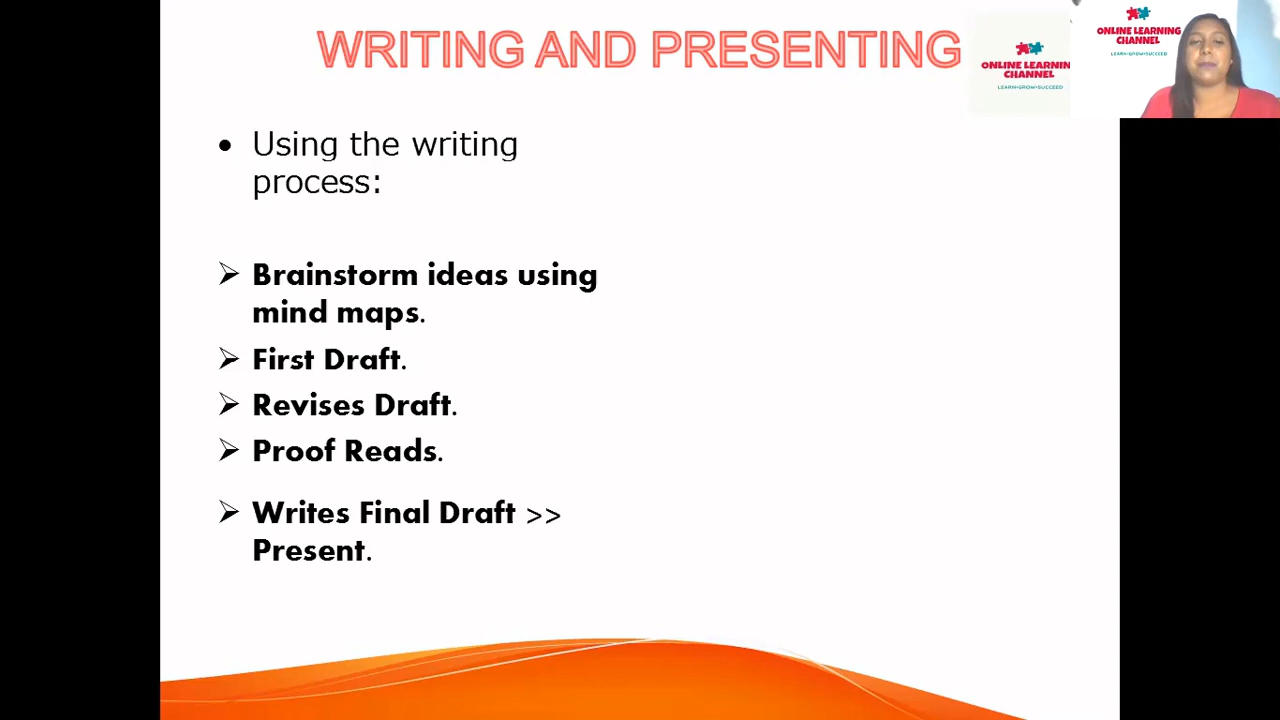 WRITING AND PRESENTING
ONLINE LEARNING
CHANNEL
LEARN•GROW•SUCCEED
ONLINE LEARNING
CHANNEL
LEARN•GROW•SUCCEED
• Using the writing
process:
➢ Brainstorm ideas using
mind maps.
➢ First Draft.
➢ Revises Draft.
➢ Proof Reads.
➢ Writes Final Draft >>
Present.